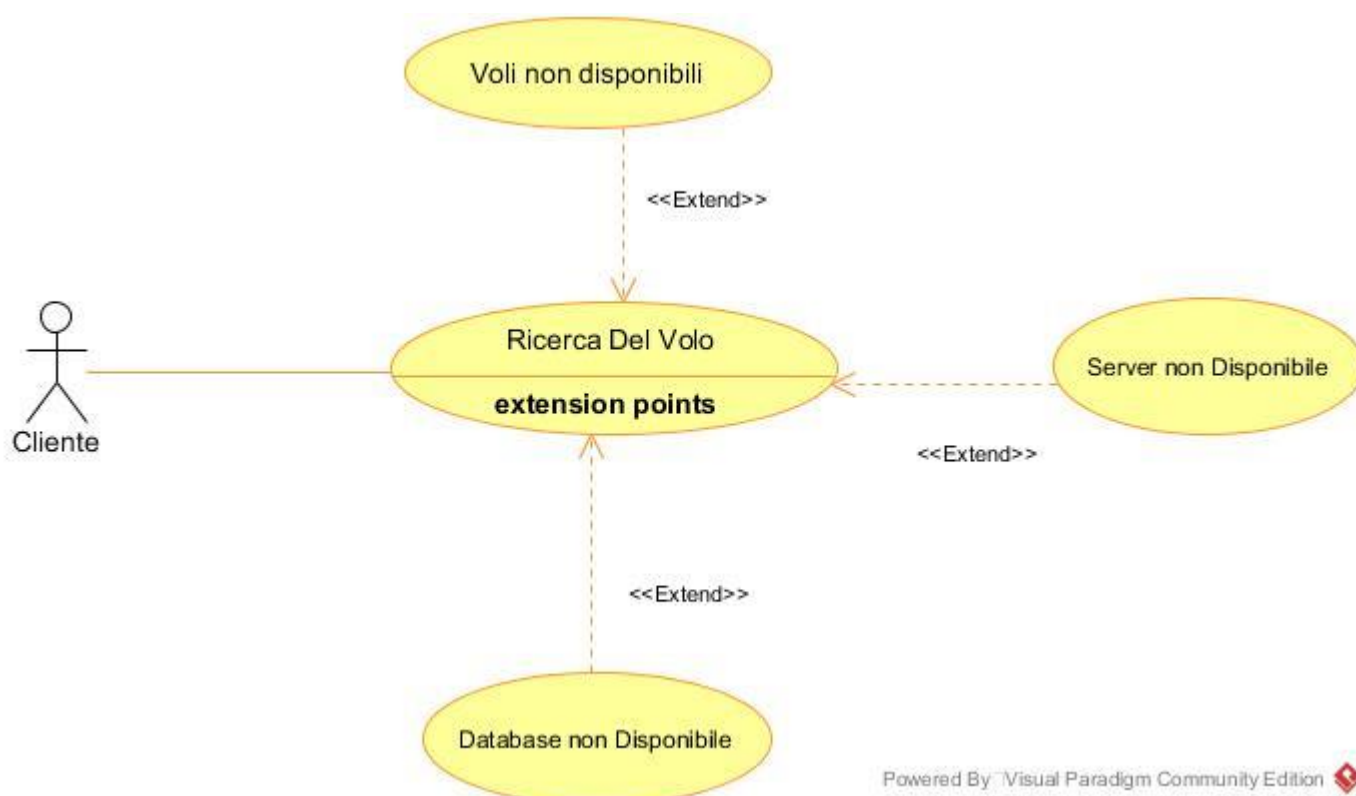 Voli non disponibili
<<Extend>>
Ricerca Del Volo
extension points
Server non Disponibile
Cliente
<<Extend>>
<<Extend>>
Database non Disponibile
Powered By Visual Paradigm Community Edition